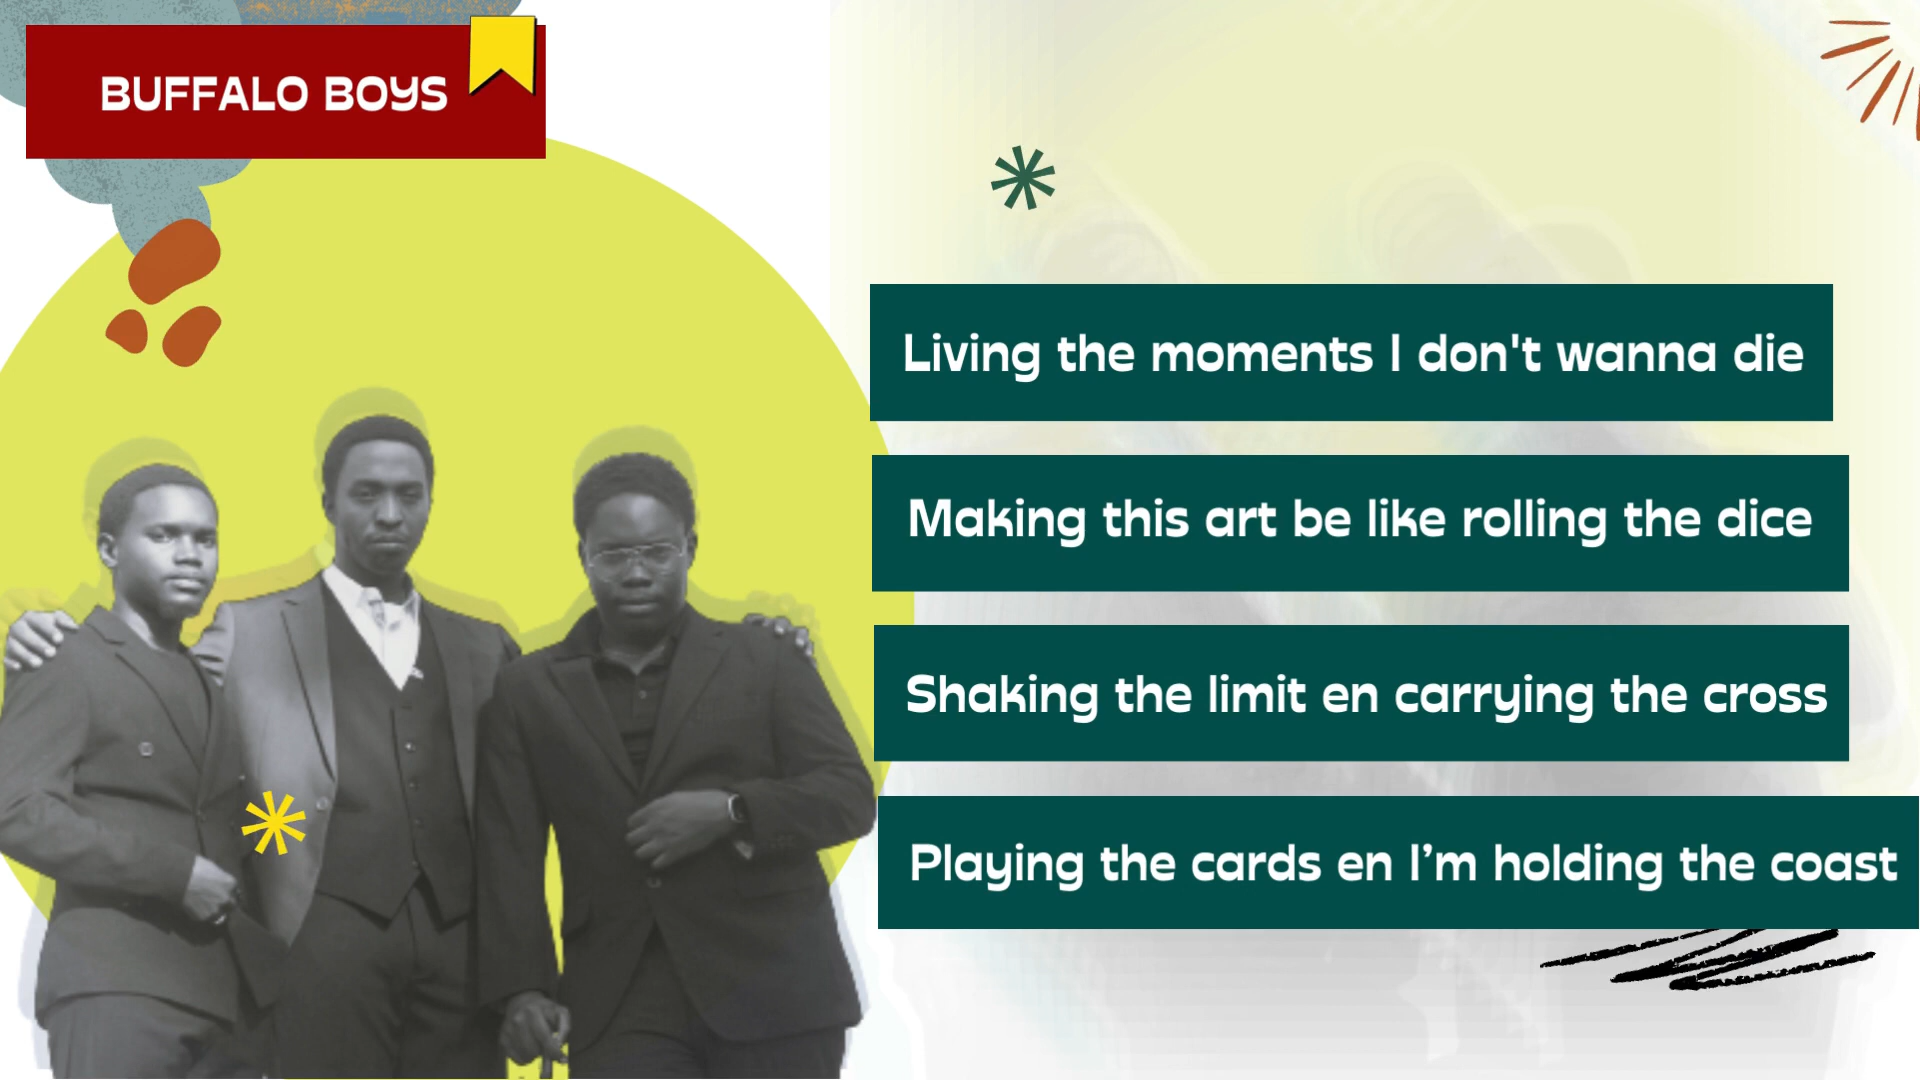 BUFFALO BOYS
Living the moments I don't wanna die
Making this art be like rolling the dice
Shaking the limit en carrying the cross
Playing the cards en I’m holding the coast